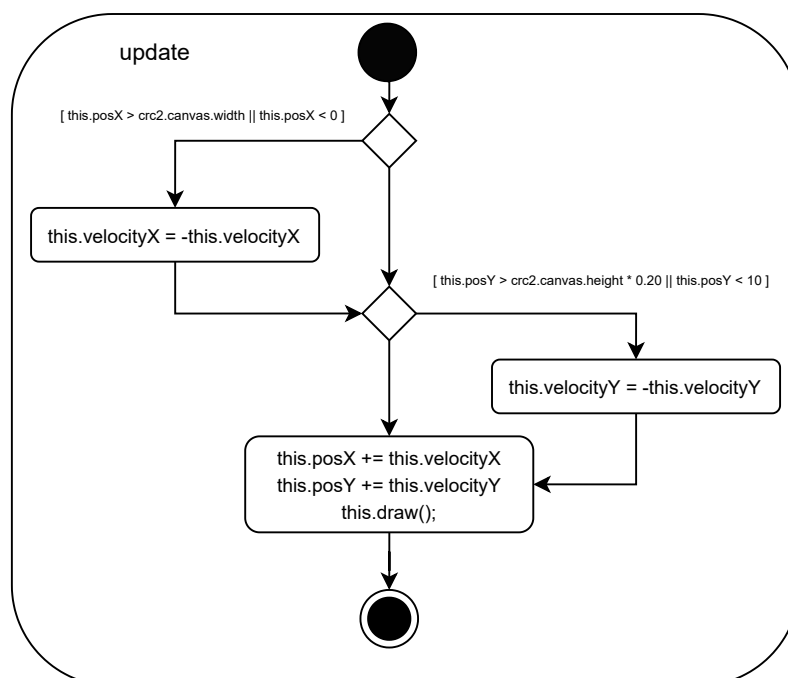 update
[ this.posX > crc2.canvas.width || this.posX < 0 ]
this.velocityX = -this.velocityX
[ this.posY > crc2.canvas.height * 0.20 || this.posY < 10 ]
this.velocityY = -this.velocityY
this.posX += this.velocityX
this.posY += this.velocityY
this.draw();